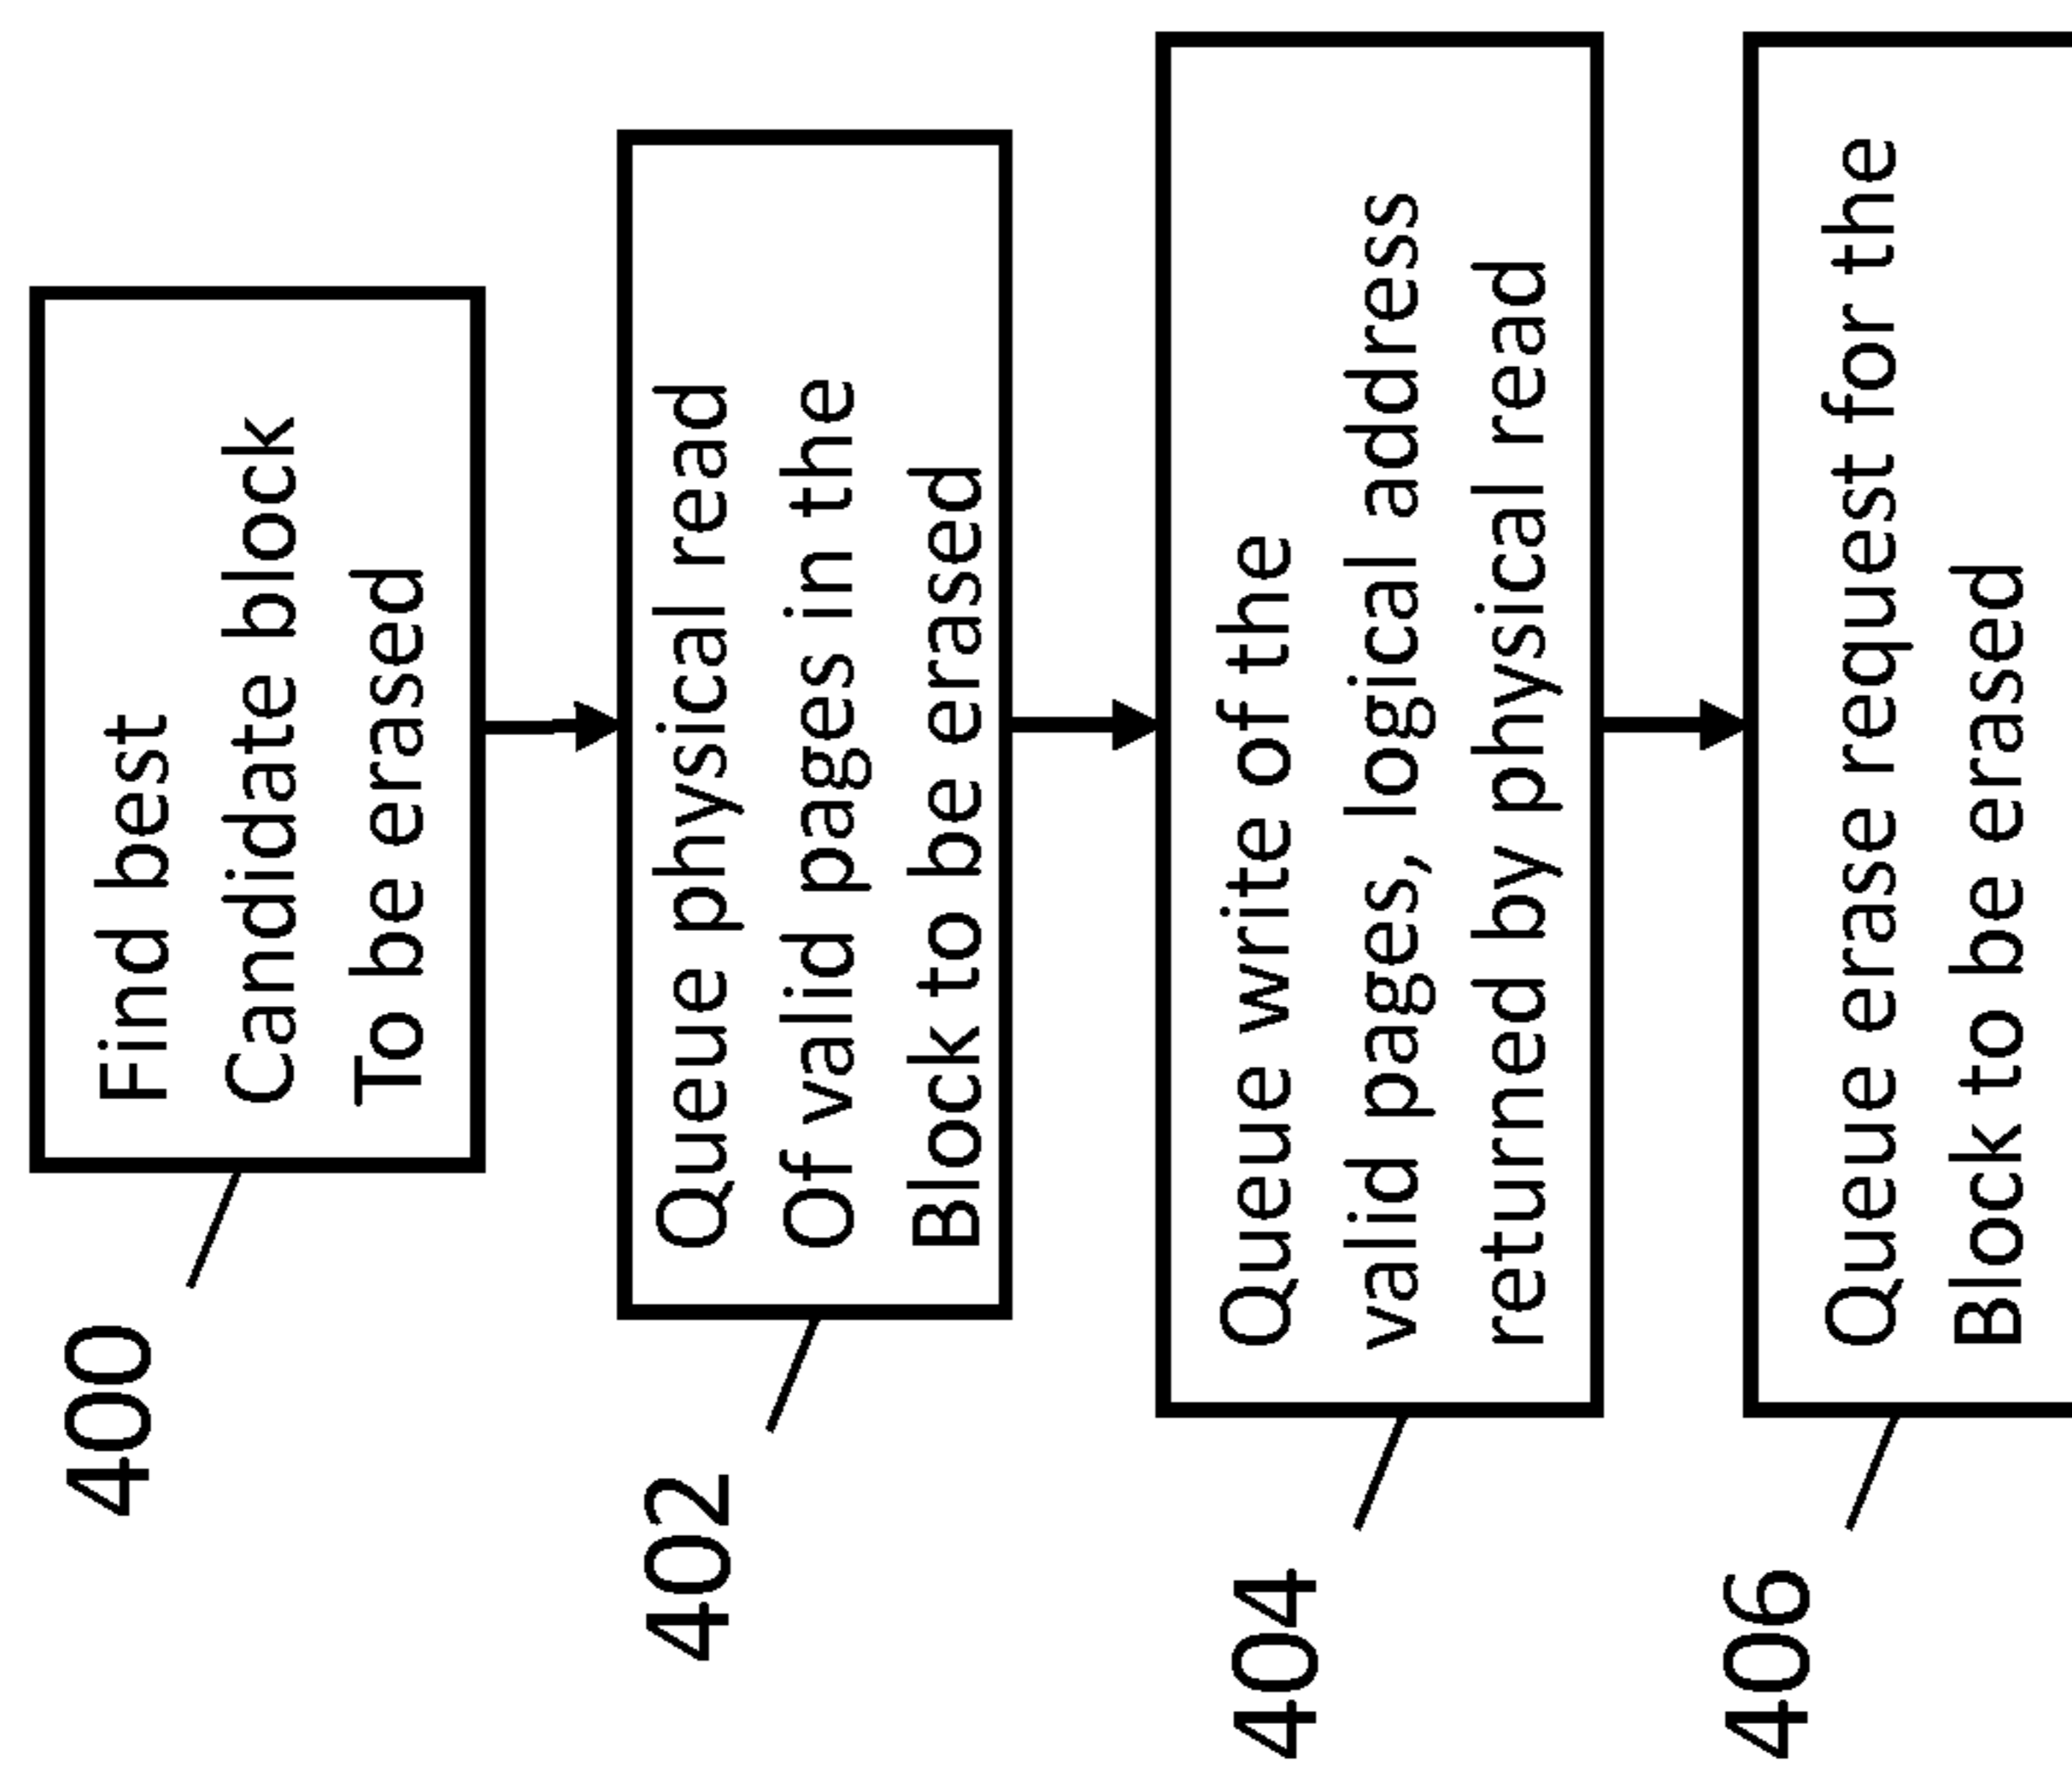 400
Find best
Candidate block
To be erased
402
Queue physical read
Of valid pages in the
Block to be erased
404
Queue write of the
valid pages, logical address
returned by physical read
406
Queue erase request for the
Block to be erased